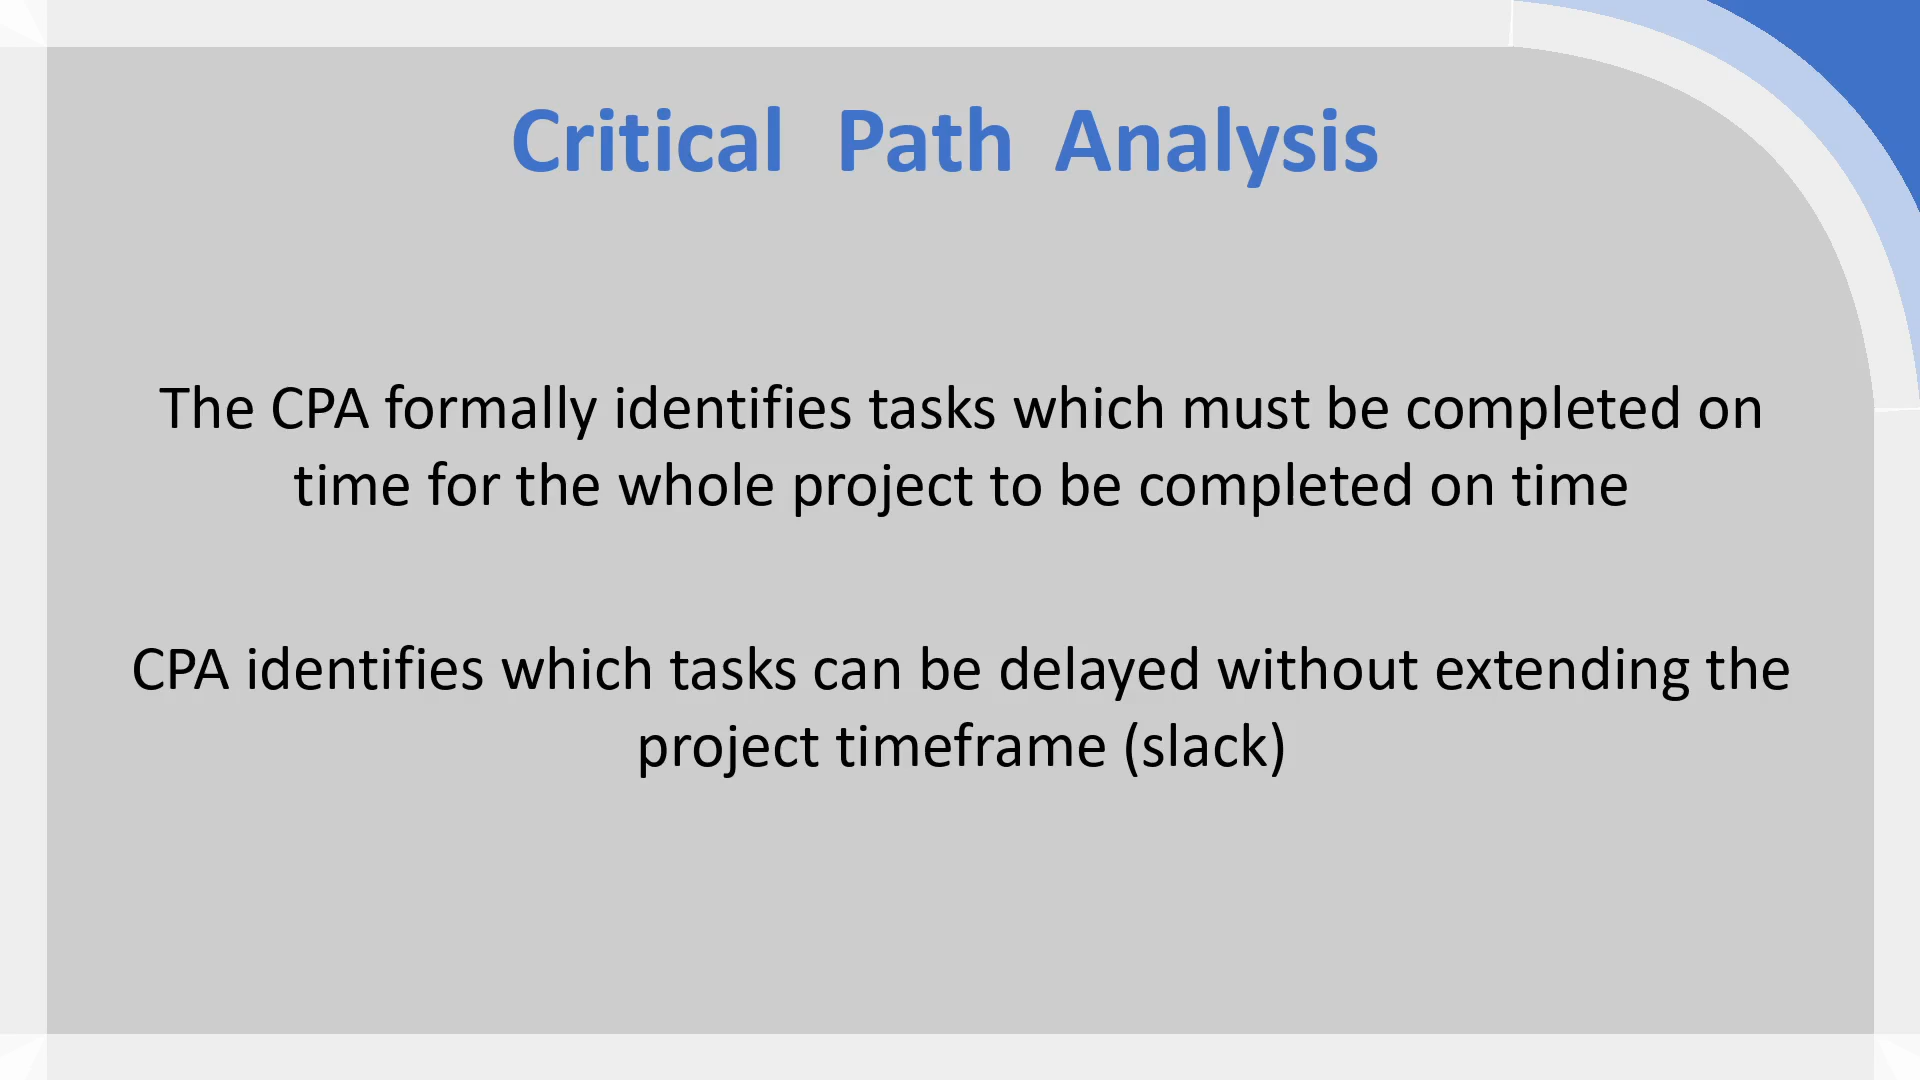 Critical Path Analysis
The CPA formally identifies tasks which must be completed on
time for the whole project to be completed on time
CPA identifies which tasks can be delayed without extending the
project timeframe (slack)